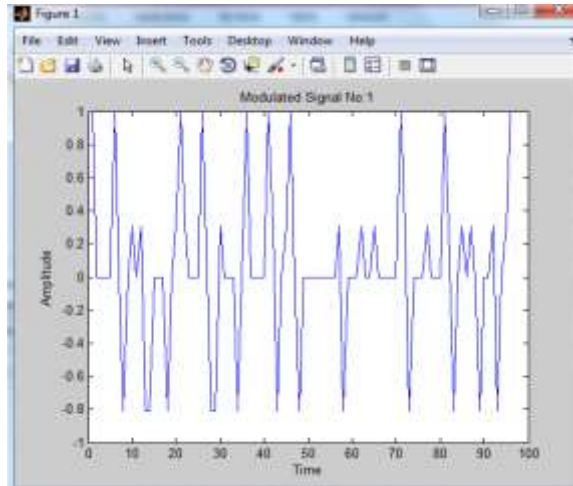 Figure 1
File Edit View Insert Tools Desktop Window Help
Modulated Signal No.1
1
0.8
0.6
0.4
0.2
0
-0.2
-0.4
-0.6
-0.8
-1
Amplitude
0 10 20 30 40 50 60 70 80 90 100
Time